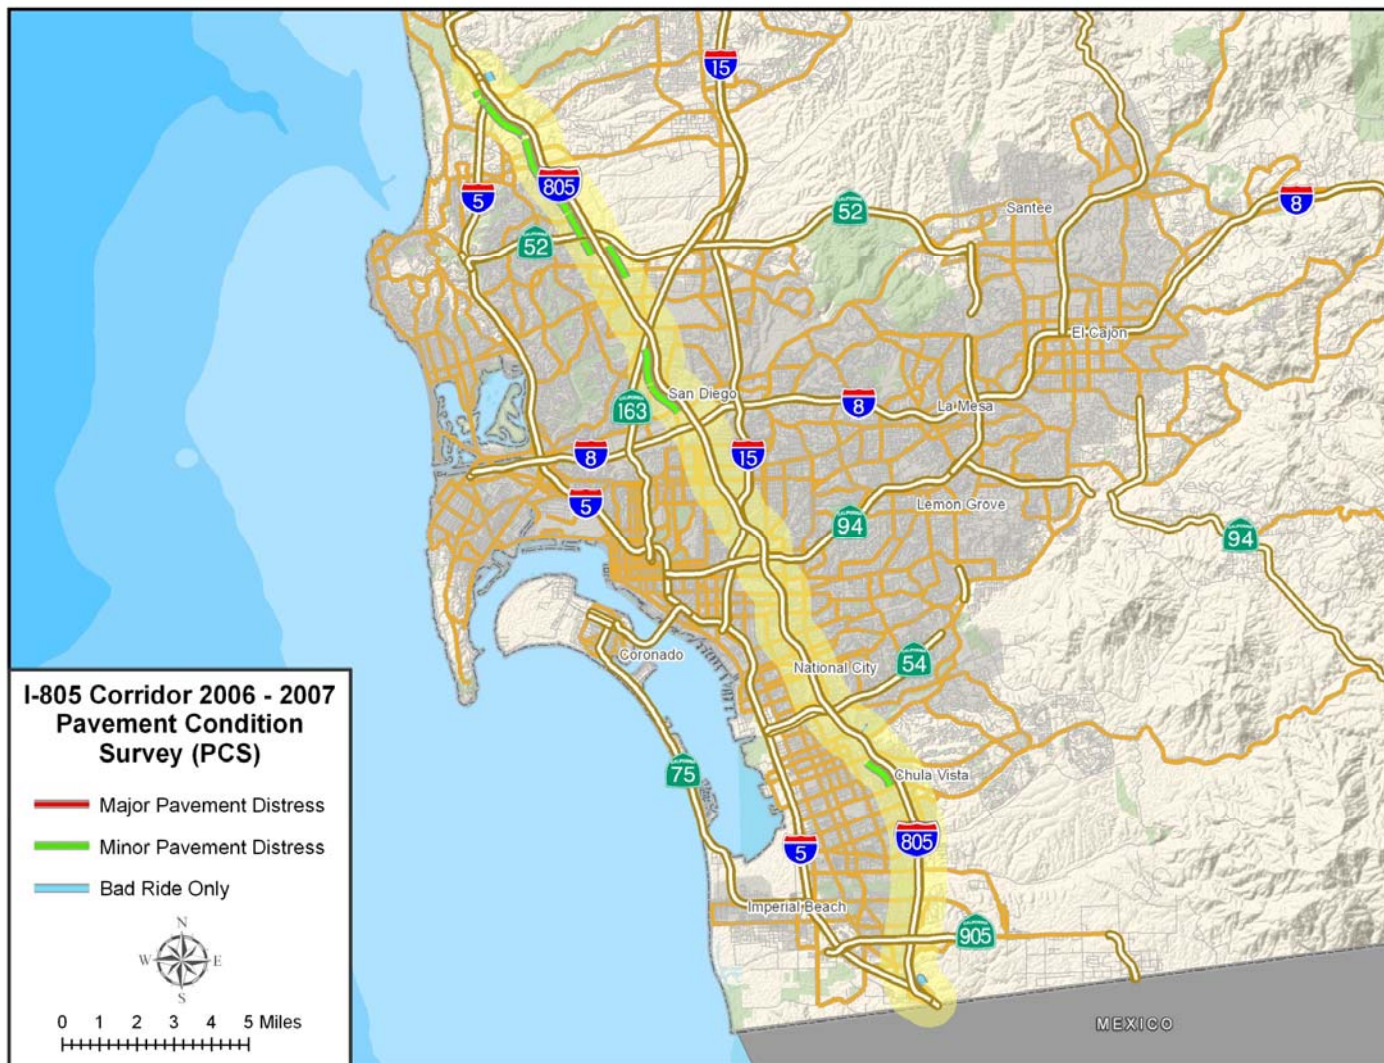 15
5
805
52
52
Santee
8
El Cajon
San Diego
163
8
La Mesa
8
15
5
94
Lemon Grove
94
Coronado
National City
54
75
Chula Vista
5
805
Imperial Beach
905
MEXICO
I-805 Corridor 2006 - 2007
Pavement Condition
Survey (PCS)
Major Pavement Distress
Minor Pavement Distress
Bad Ride Only
N
W E
S
0 1 2 3 4 5 Miles